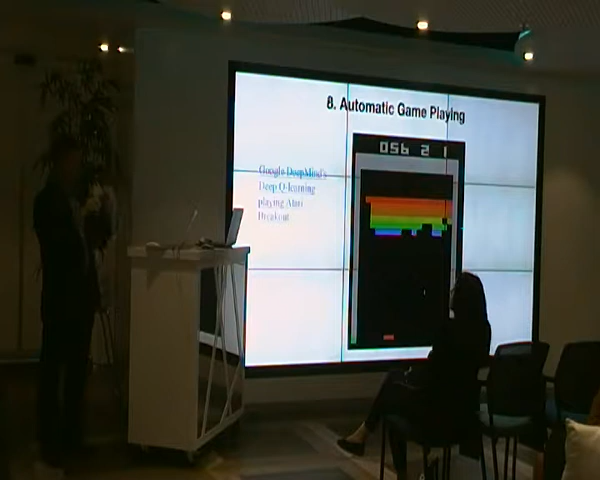 8. Automatic Game Playing
056 2 1
Google DeepMind's
Deep Q-learning
playing Atari
Breakout